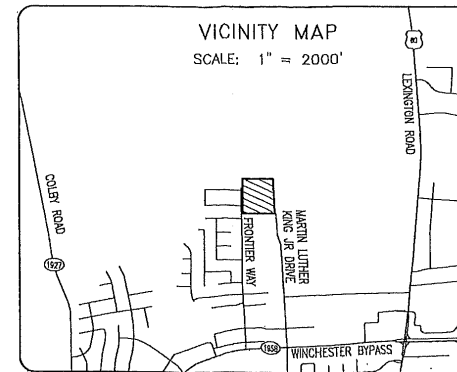 VICINITY MAP
SCALE: 1" = 2000'
60
LEXINGTON ROAD
COLBY ROAD
1927
FRONTIER WAY
MARTIN LUTHER
KING JR DRIVE
1958
WINCHESTER BYPASS